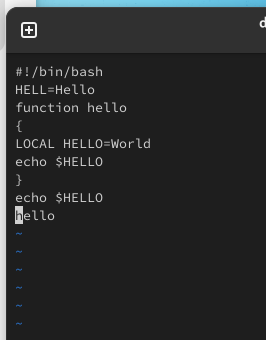 d
#!/bin/bash
HELL=Hello
function hello
{
LOCAL HELLO=World
echo $HELLO
}
echo $HELLO
hello
~
~
~
~
~
~